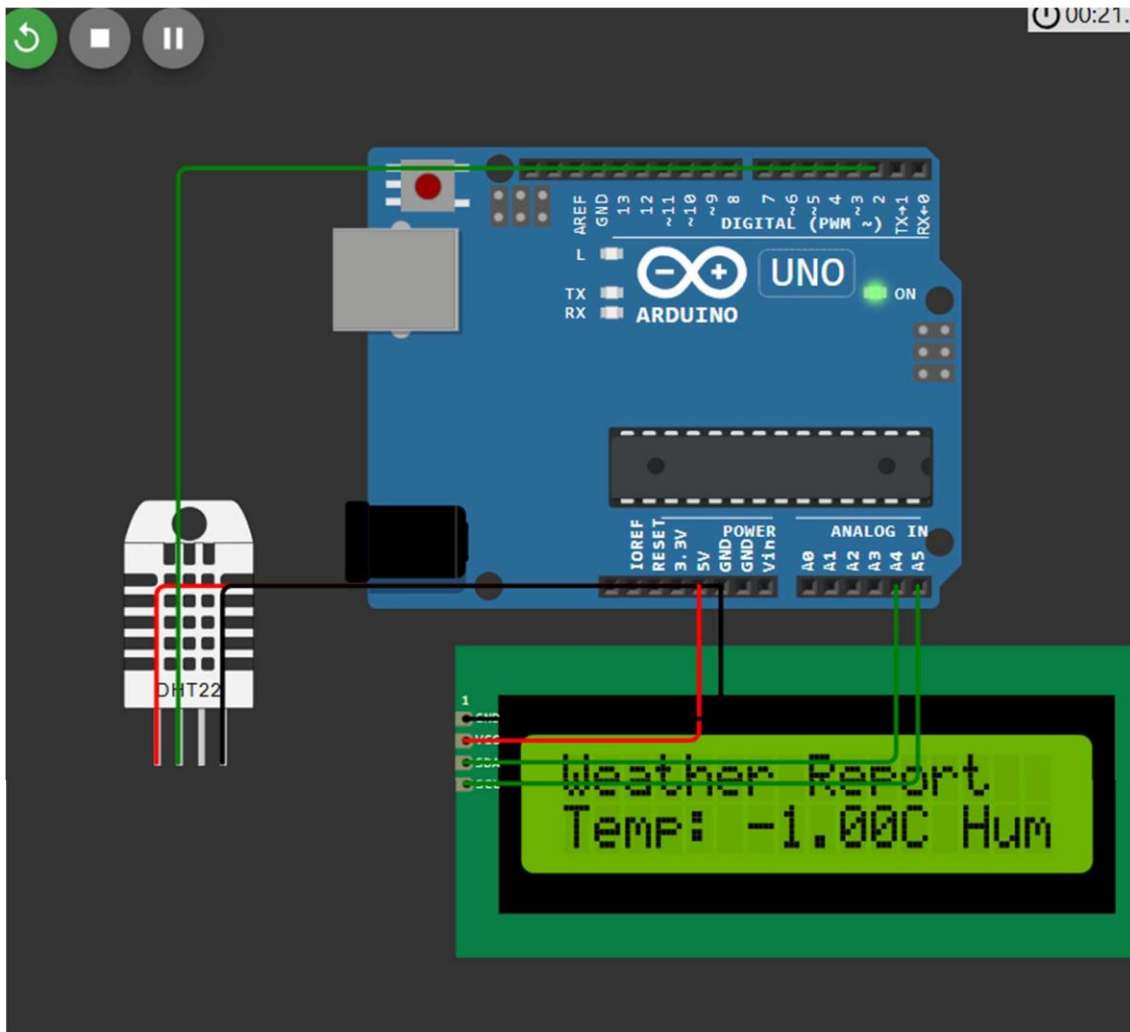 00:21.
AREF
GND
13
12
~11
~10
~9
8
7
~6
~5
4
~3
2
TX→1
RX←0
DIGITAL (PWM ~)
L
TX
RX
ARDUINO
UNO
ON
IOREF
RESET
3.3V
5V
GND
GND
Vin
POWER
ANALOG IN
A0
A1
A2
A3
A4
A5
DHT22
1
GND
VCC
SDA
SCL
Weather Report
Temp: -1.00C Hum